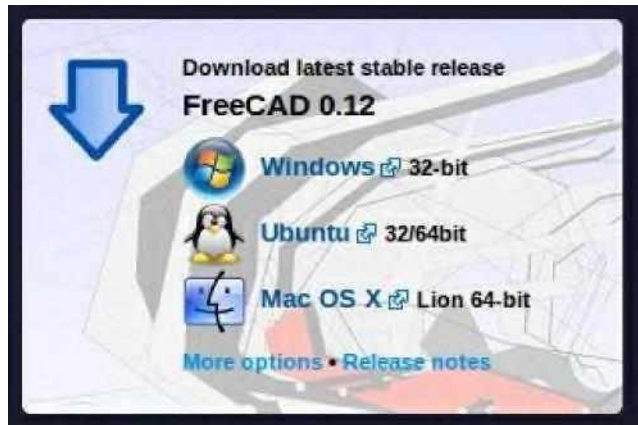 Download latest stable release
FreeCAD 0.12
Windows 32-bit
Ubuntu 32/64bit
Mac OS X Lion 64-bit
More options • Release notes